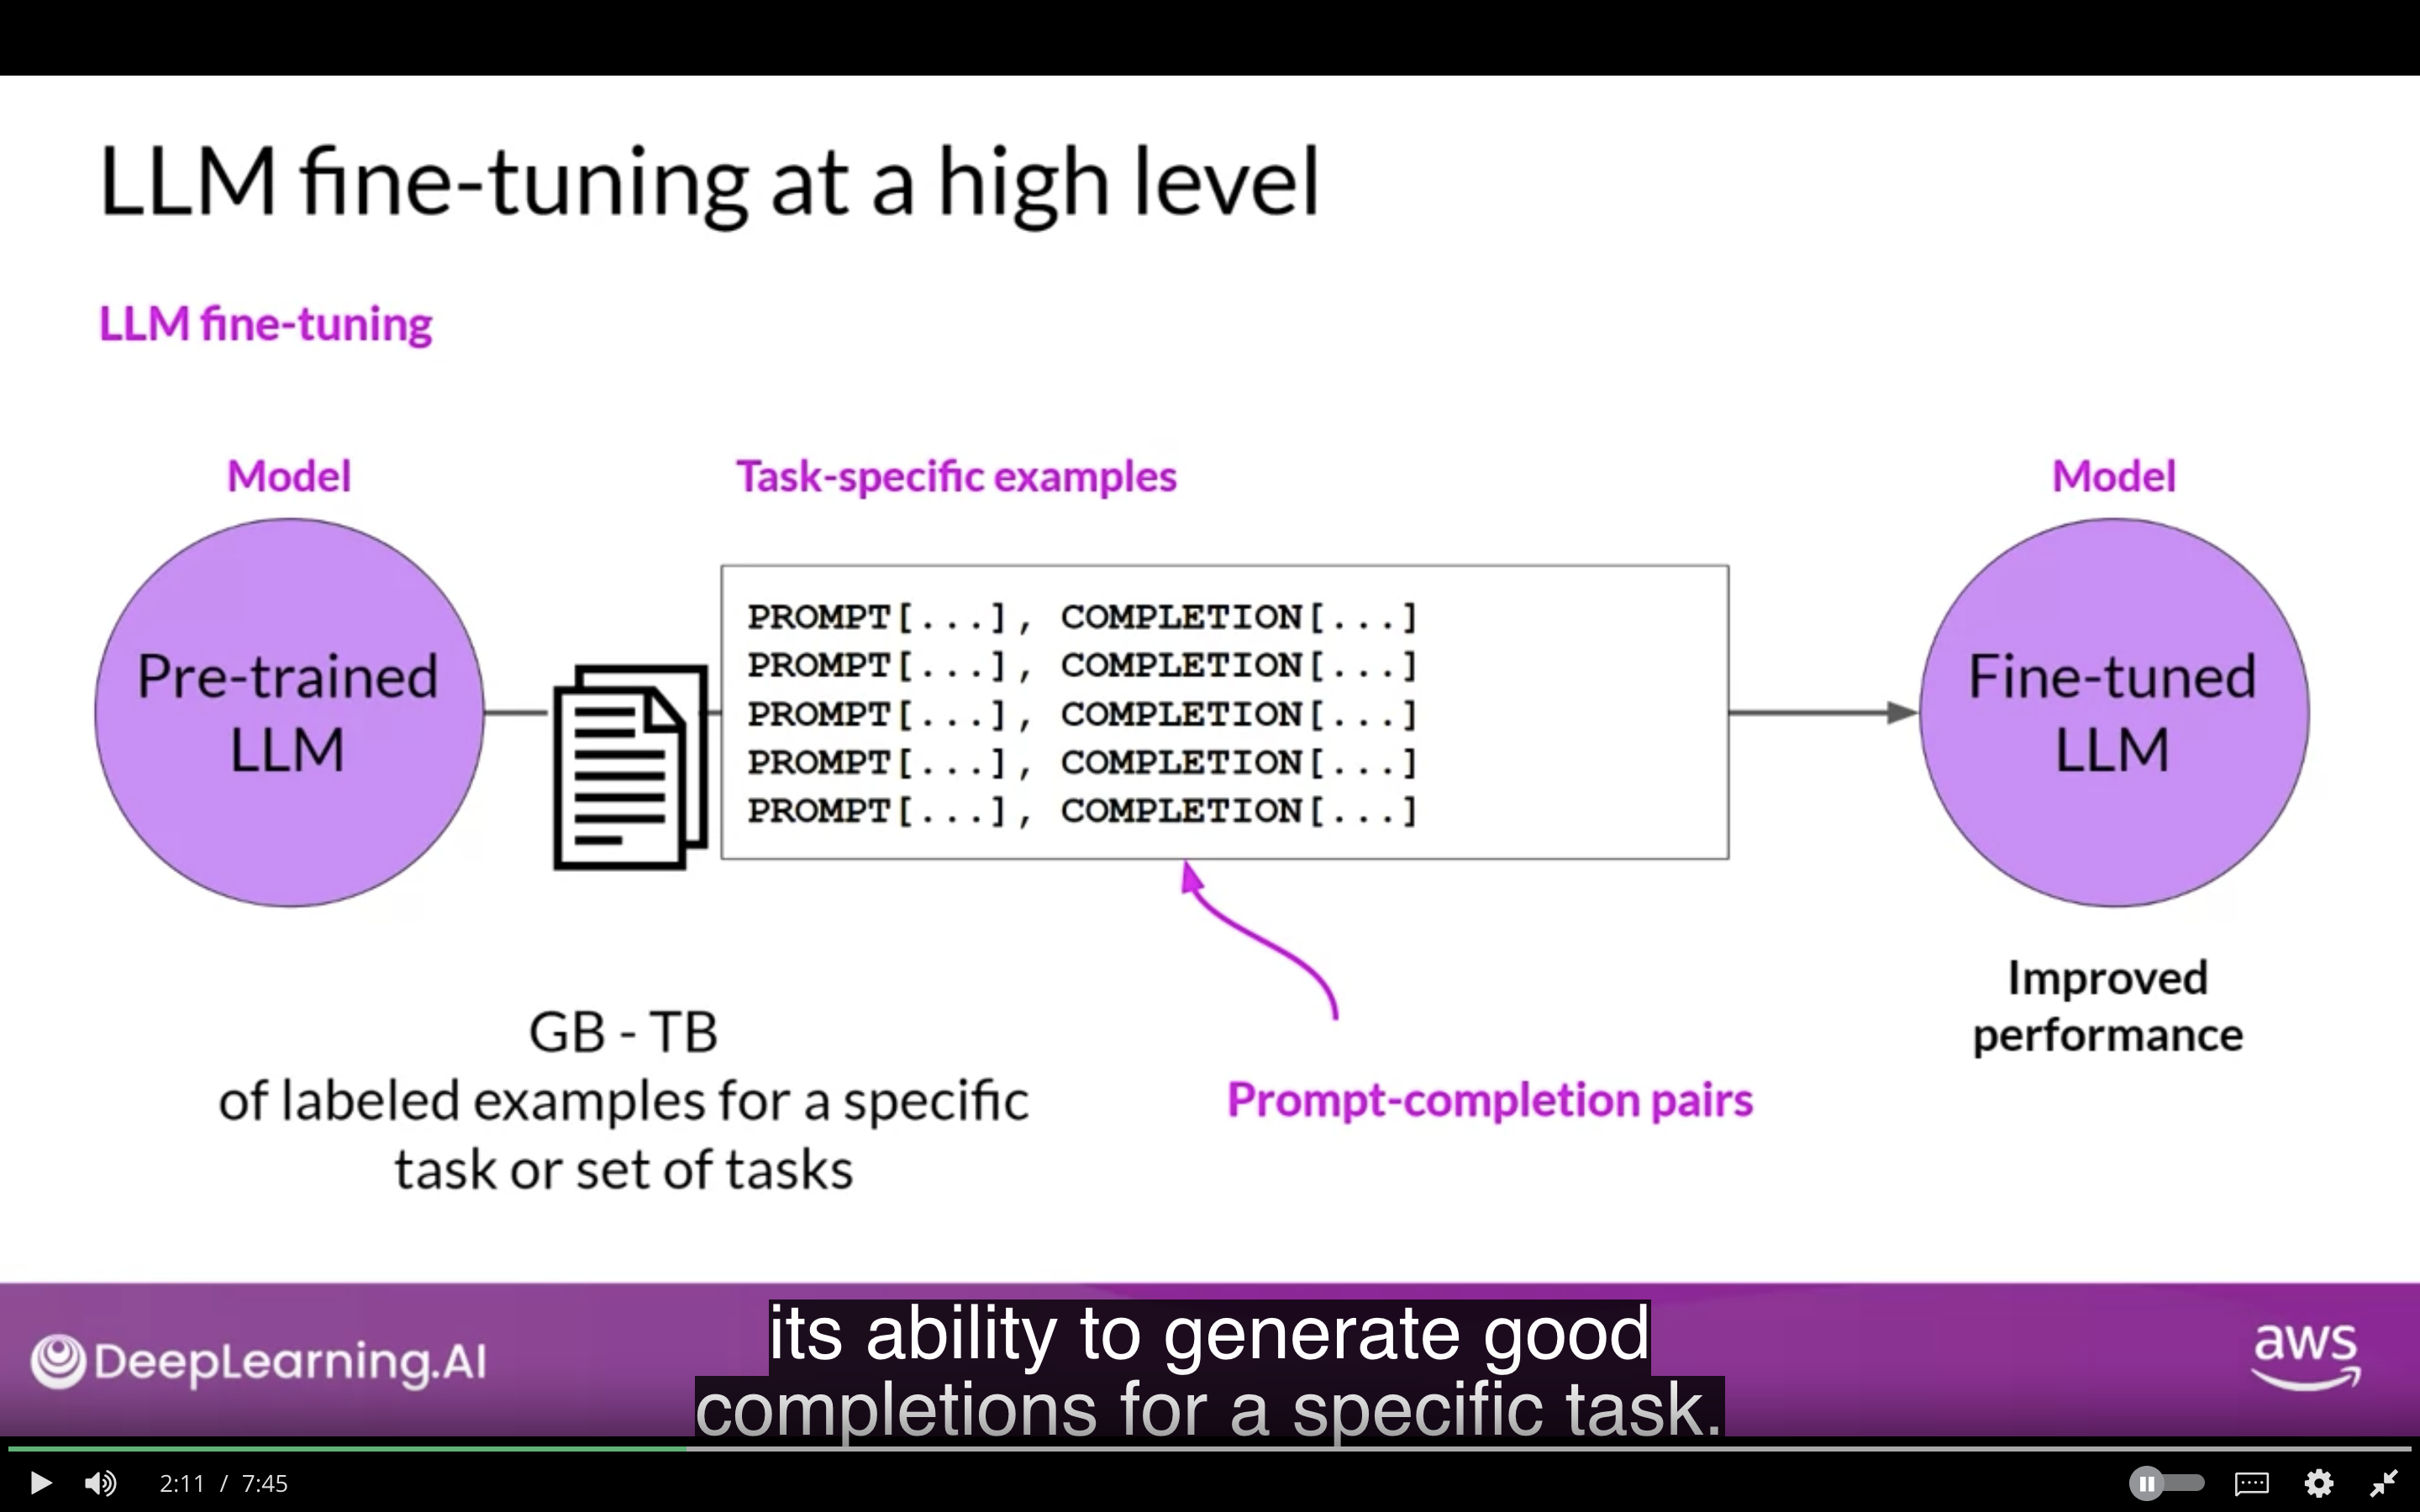 LLM fine-tuning at a high level
LLM fine-tuning
Model
Task-specific examples
Model
Pre-trained
LLM
PROMPT[...], COMPLETION[...]
PROMPT[...], COMPLETION[...]
PROMPT[...], COMPLETION[...]
PROMPT[...], COMPLETION[...]
PROMPT[...], COMPLETION[...]
Fine-tuned
LLM
GB - TB
of labeled examples for a specific
task or set of tasks
Prompt-completion pairs
Improved
performance
DeepLearning.AI
its ability to generate good
completions for a specific task.
aws
2:11 / 7:45